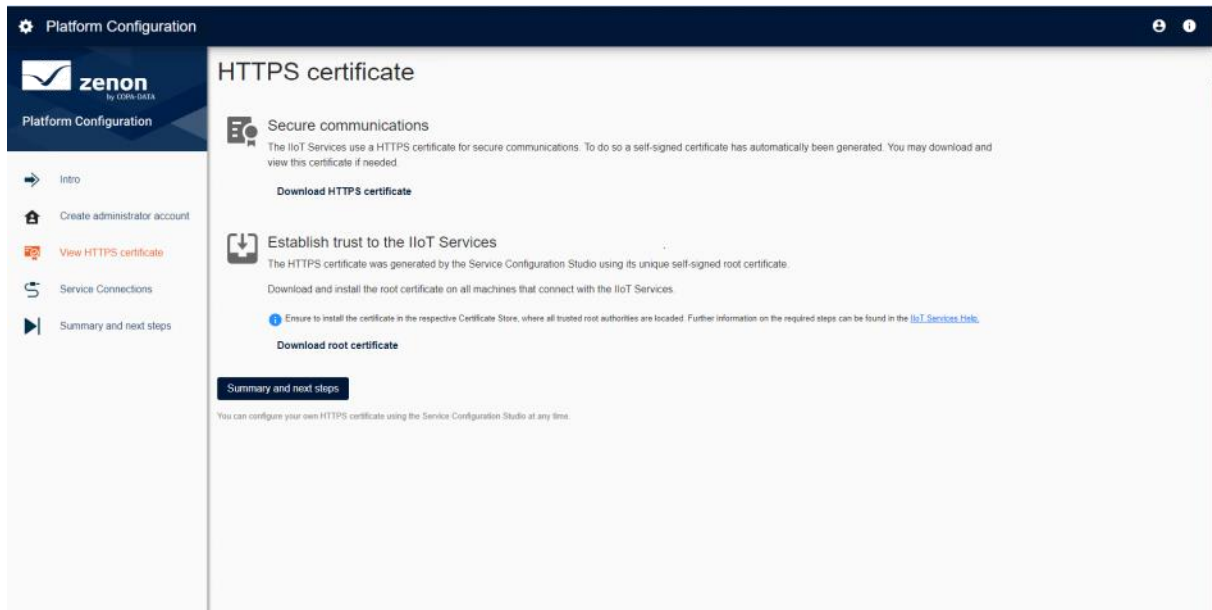 Platform Configuration
zenon
by COPA-DATA
Platform Configuration
Intro
Create administrator account
View HTTPS certificate
Service Connections
Summary and next steps
HTTPS certificate
Secure communications
The IIoT Services use a HTTPS certificate for secure communications. To do so a self-signed certificate has automatically been generated. You may download and
view this certificate if needed.
Download HTTPS certificate
Establish trust to the IIoT Services
The HTTPS certificate was generated by the Service Configuration Studio using its unique self-signed root certificate.
Download and install the root certificate on all machines that connect with the IIoT Services.
Ensure to install the certificate in the respective Certificate Store, where all trusted root authorities are locaded. Further information on the required steps can be found in the IIoT Services Help.
Download root certificate
Summary and next steps
You can configure your own HTTPS certificate using the Service Configuration Studio at any time.